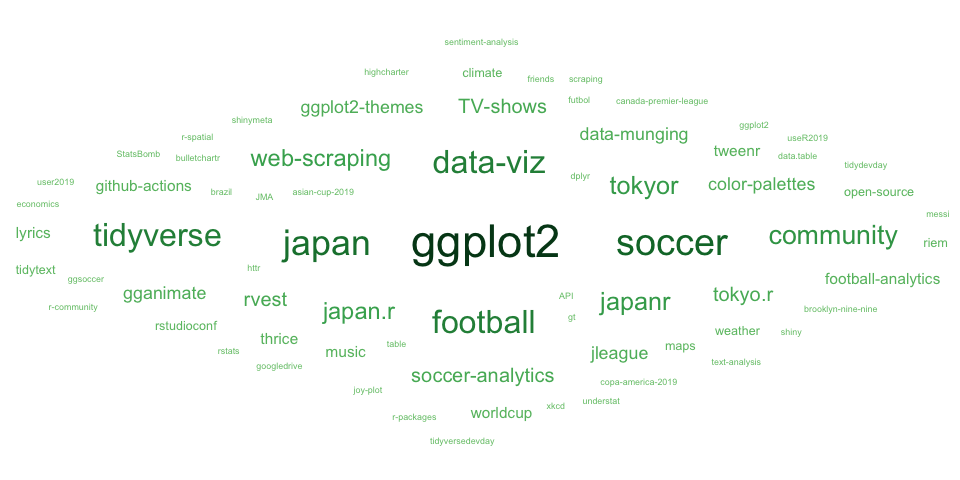 sentiment-analysis
highcharter climate friends scraping
ggplot2-themes TV-shows futbol canada-premier-league
shinymeta data-munging ggplot2
r-spatial useR2019
StatsBomb bulletchartr web-scraping data-viz tweenr data.table
tidydevday
user2019 github-actions brazil JMA asian-cup-2019 dplyr tokyor color-palettes open-source
economics messi
lyrics tidyverse japan ggplot2 soccer community riem
tidytext ggsoccer httr football-analytics
r-community gganimate rvest japan.r API japanr tokyo.r brooklyn-nine-nine
rstudioconf football gt weather shiny
rstats thrice music table jleague maps
googledrive text-analysis
joy-plot soccer-analytics copa-america-2019
r-packages worldcup xkcd understat
tidyversedevday